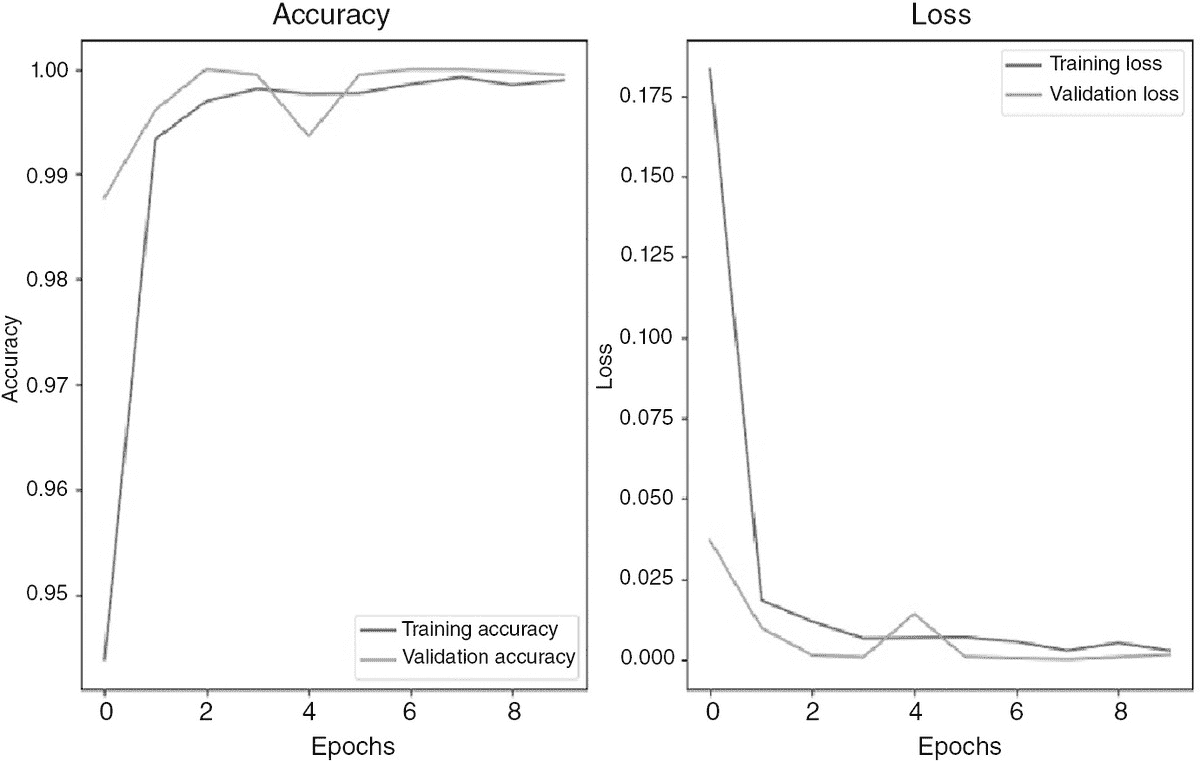 Accuracy
1.00
0.99
0.98
0.97
0.96
0.95
Accuracy
Training accuracy
Validation accuracy
0 2 4 6 8
Epochs
Loss
Training loss
Validation loss
0.175
0.150
0.125
0.100
0.075
0.050
0.025
0.000
Loss
0 2 4 6 8
Epochs